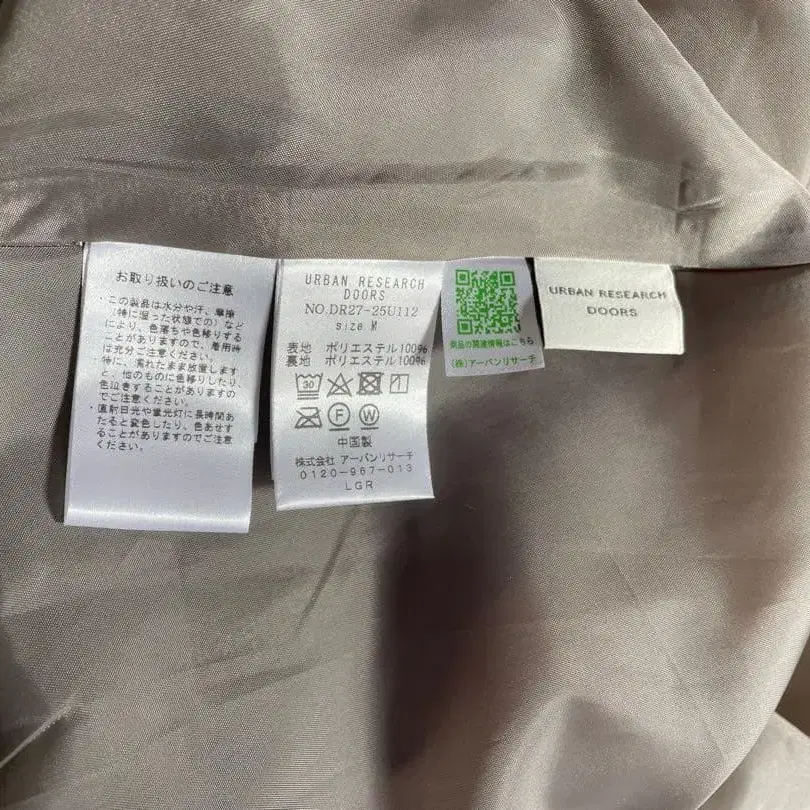 お取り扱いのご注意
・この製品は水分や汗、摩擦
（特に湿った状態での）など
により、色落ちや色移りする
ことがありますので、着用時
は充分ご注意ください。
・特に、濡れたまま放置します
と、他のものに色移りしたり、
色泣きすることがありますの
でご注意ください。
・直射日光や蛍光灯に長時間あ
たると変色したり、色あせす
ることがありますのでご注意
ください。
URBAN RESEARCH
DOORS
NO.DR27-25U112
size M
表地 ポリエステル100%
裏地 ポリエステル100%
30
F W
中国製
株式会社 アーバンリサーチ
0120-967-013
LGR
商品の関連情報はこちら
(株)アーバンリサーチ
URBAN RESEARCH
DOORS